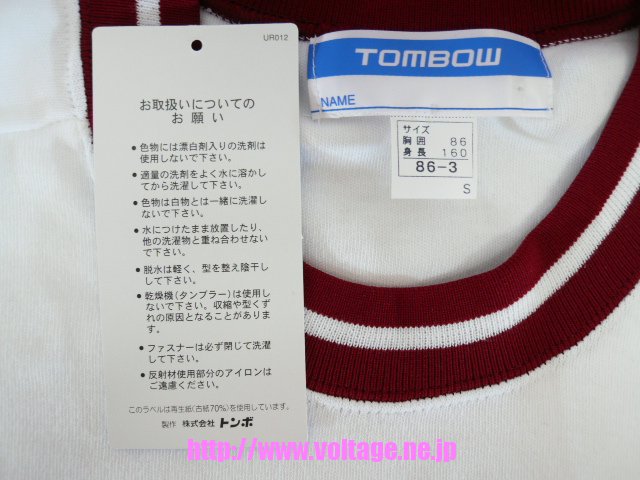 UR012
お取扱いについての
お願い
●色物には漂白剤入りの洗剤は
使用しないで下さい。
●適量の洗剤をよく水に溶かし
てから洗濯して下さい。
●色物は白物とは一緒に洗濯し
ないで下さい。
●水につけたまま放置したり、
他の洗濯物と重ね合わせない
で下さい。
●脱水は軽く、型を整え陰干し
して下さい。
●乾燥機(タンブラー)は使用し
ないで下さい。収縮や型くず
れの原因となることがありま
す。
●ファスナーは必ず閉じて洗濯
して下さい。
●反射材使用部分のアイロンは
ご遠慮ください。
このラベルは再生紙(古紙70%)を使用しています。
製作 株式会社 トンボ
TOMBOW
NAME
サイズ
胸囲 86
身長 160
86-3
S
http://www.voltage.ne.jp